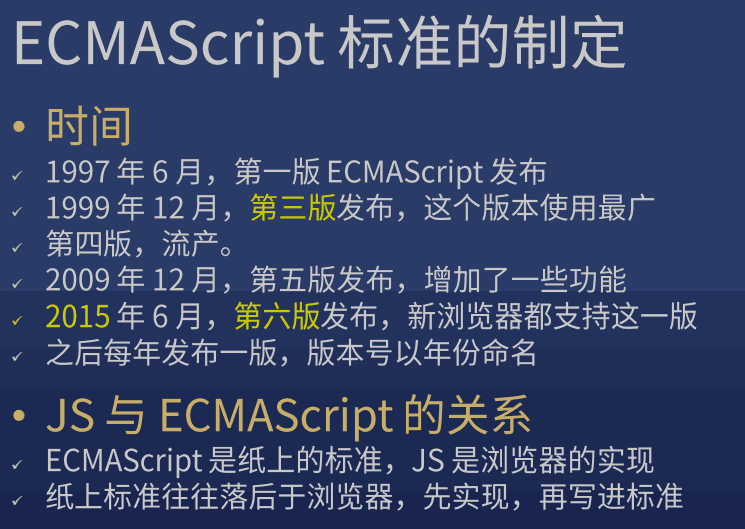 ECMAScript 标准的制定
• 时间
✓ 1997 年 6 月，第一版 ECMAScript 发布
✓ 1999 年 12 月，第三版发布，这个版本使用最广
✓ 第四版，流产。
✓ 2009 年 12 月，第五版发布，增加了一些功能
✓ 2015 年 6 月，第六版发布，新浏览器都支持这一版
✓ 之后每年发布一版，版本号以年份命名
• JS 与 ECMAScript 的关系
✓ ECMAScript 是纸上的标准，JS 是浏览器的实现
✓ 纸上标准往往落后于浏览器，先实现，再写进标准